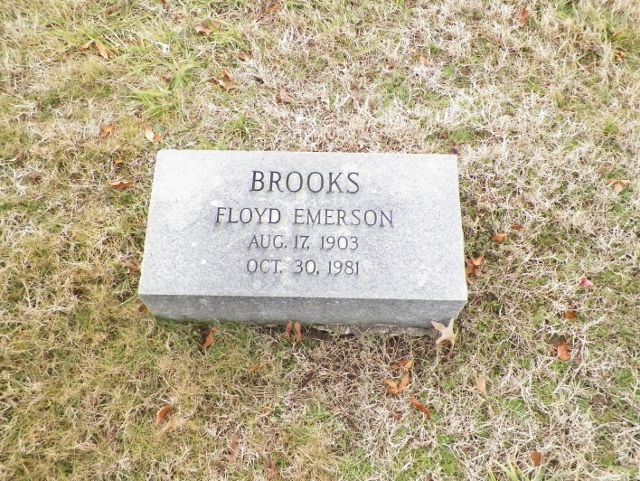 BROOKS
FLOYD EMERSON
AUG. 17, 1903
OCT. 30, 1981